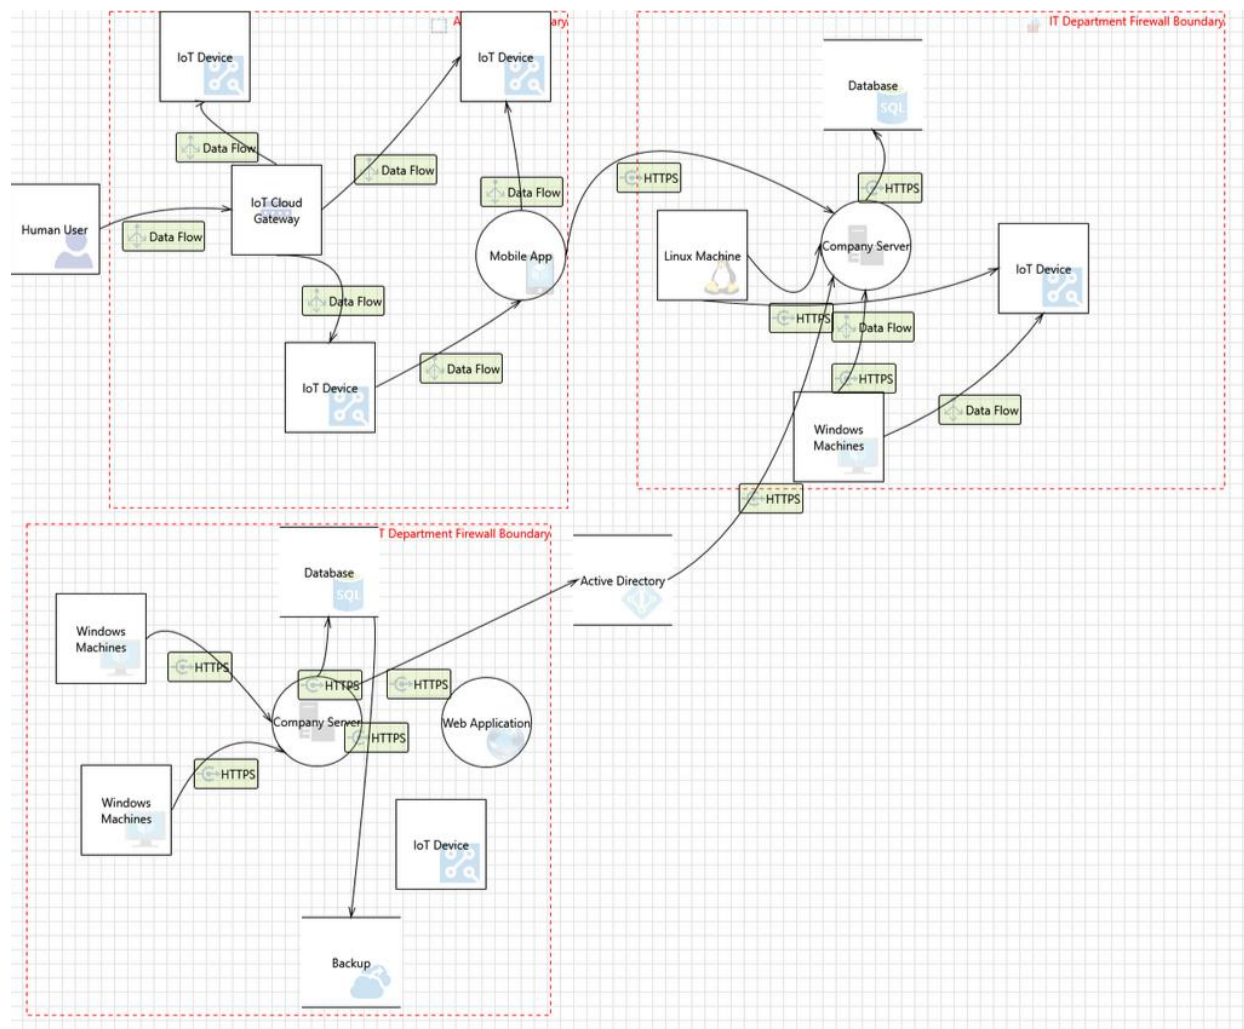 IoT Device
IoT Device
IT Department Firewall Boundary
Database
SQL
Data Flow
Data Flow
HTTPS
HTTPS
Data Flow
IoT Cloud
Gateway
Human User
Data Flow
Mobile App
Linux Machine
Company Server
IoT Device
Data Flow
HTTPS
Data Flow
Data Flow
HTTPS
IoT Device
Data Flow
Windows
Machines
HTTPS
T Department Firewall Boundary
Database
SQL
Active Directory
Windows
Machines
HTTPS
HTTPS
HTTPS
Company Server
Web Application
HTTPS
HTTPS
Windows
Machines
IoT Device
Backup